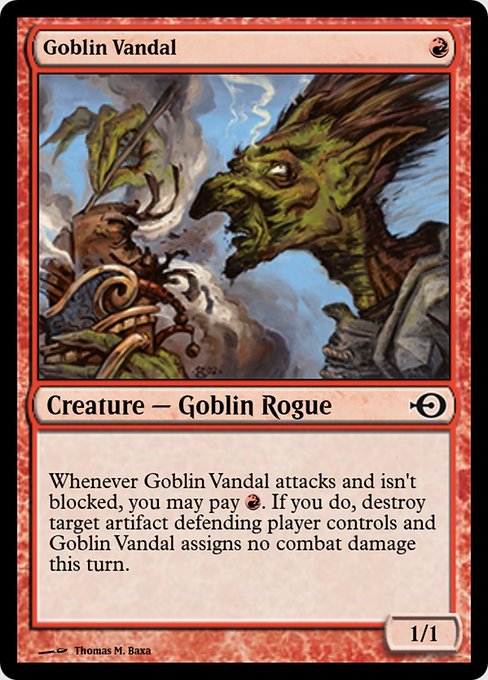 Goblin Vandal
Creature — Goblin Rogue
Whenever Goblin Vandal attacks and isn't
blocked, you may pay . If you do, destroy
target artifact defending player controls and
Goblin Vandal assigns no combat damage
this turn.
1/1
Thomas M. Baxa